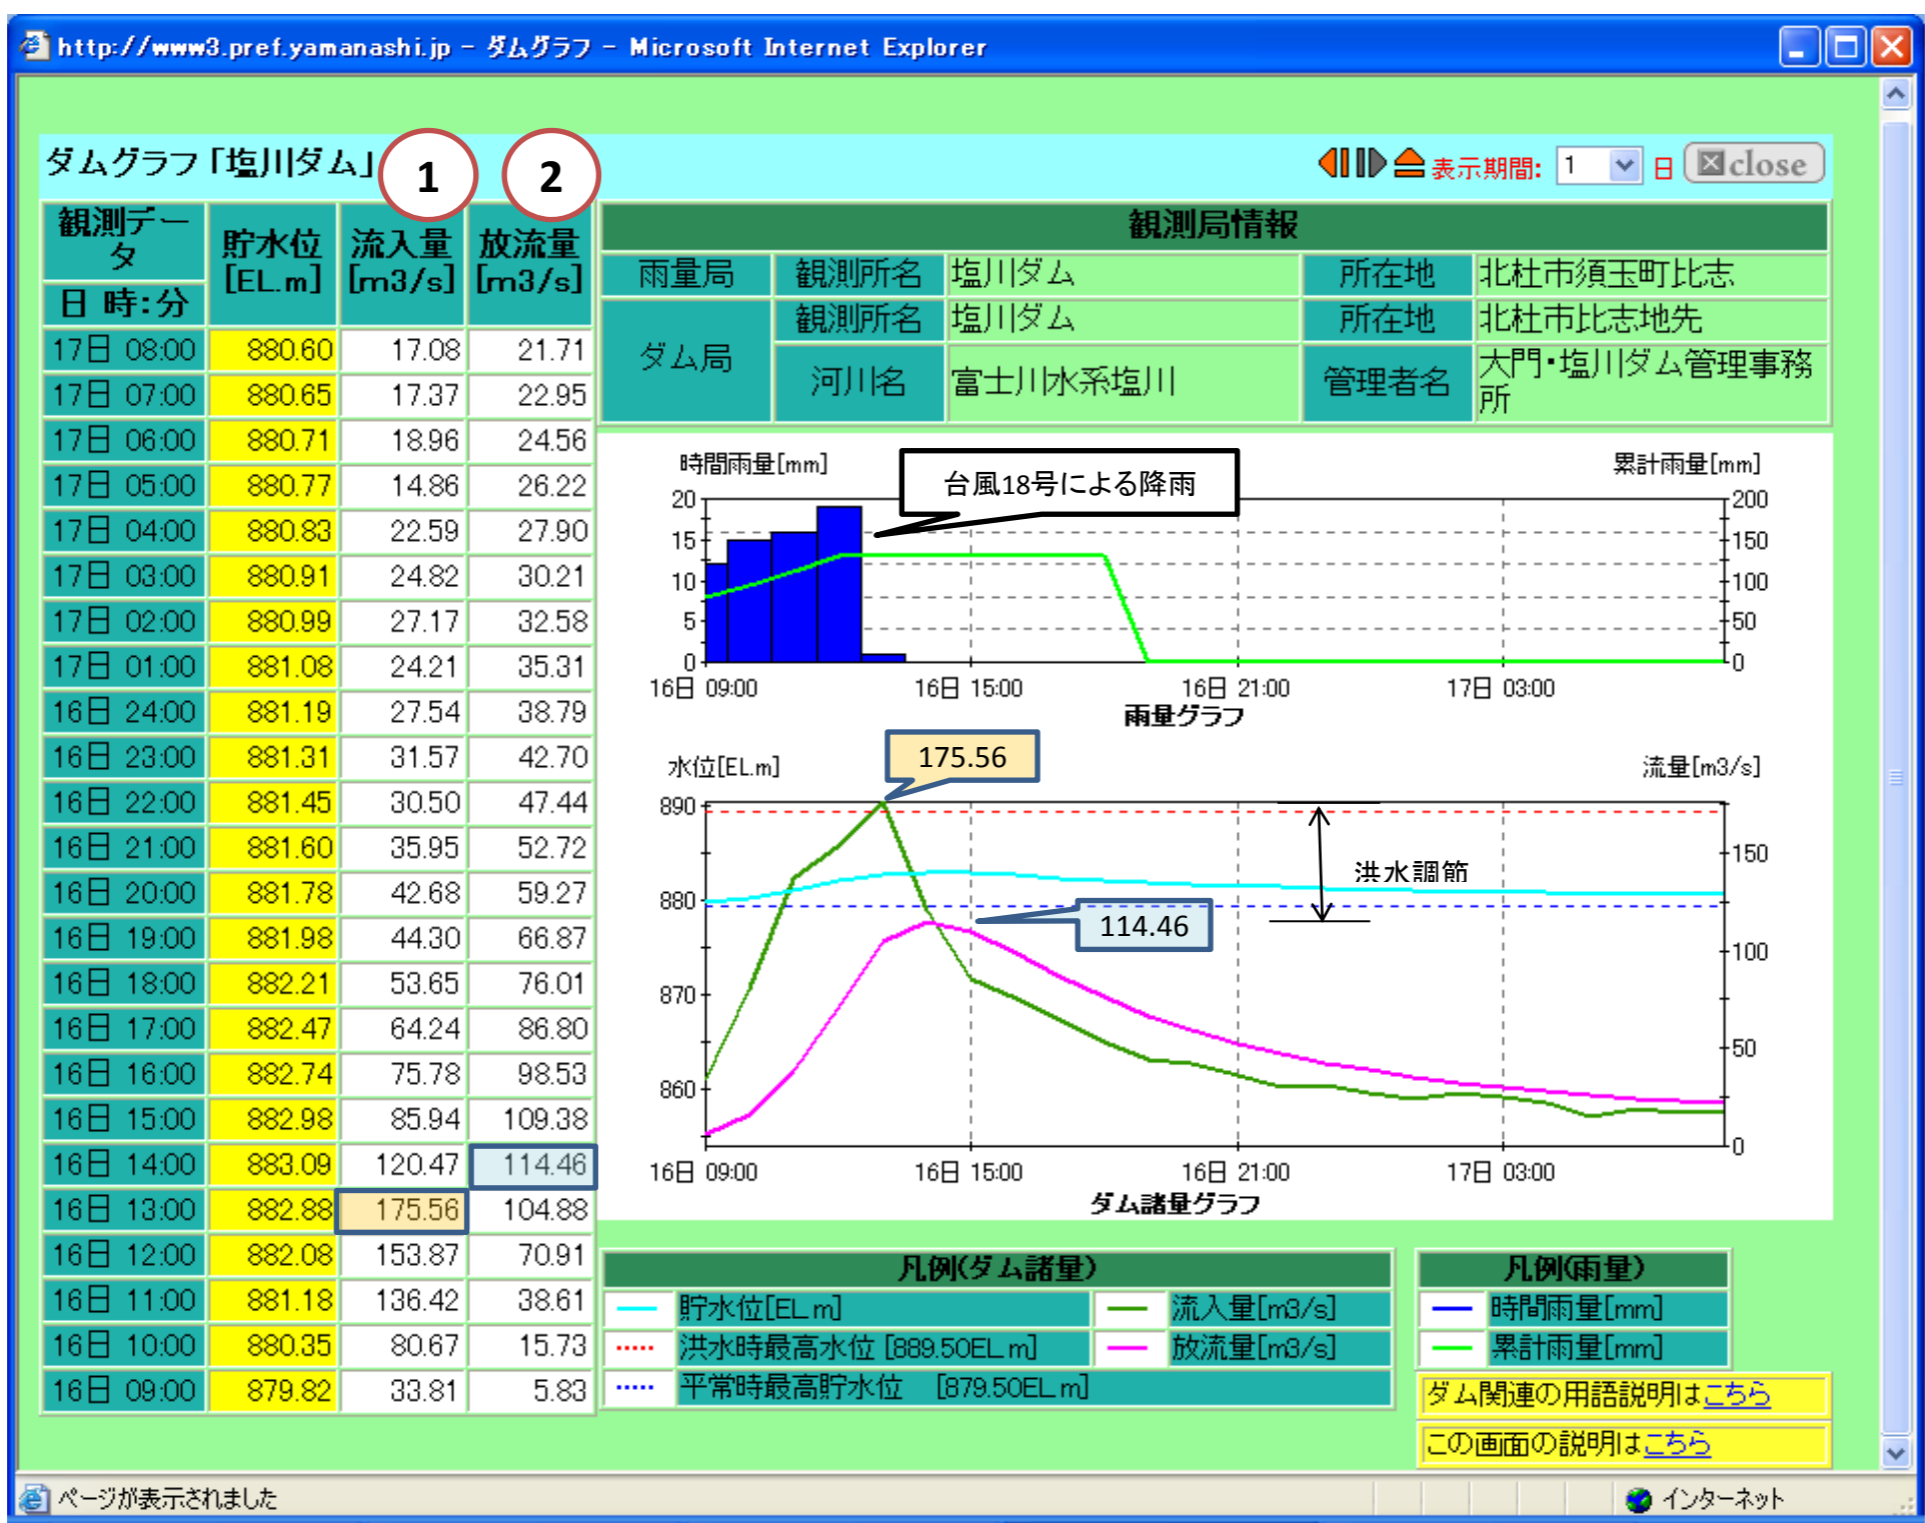 http://www3.pref.yamanashi.jp - ダムグラフ - Microsoft Internet Explorer
ダムグラフ「塩川ダム」
1
2
表示期間: 1 日 close
観測データ
日 時:分
貯水位
[EL.m]
流入量
[m3/s]
放流量
[m3/s]
17日 08:00 880.60 17.08 21.71
17日 07:00 880.65 17.37 22.95
17日 06:00 880.71 18.96 24.56
17日 05:00 880.77 14.86 26.22
17日 04:00 880.83 22.59 27.90
17日 03:00 880.91 24.82 30.21
17日 02:00 880.99 27.17 32.58
17日 01:00 881.08 24.21 35.31
16日 24:00 881.19 27.54 38.79
16日 23:00 881.31 31.57 42.70
16日 22:00 881.45 30.50 47.44
16日 21:00 881.60 35.95 52.72
16日 20:00 881.78 42.68 59.27
16日 19:00 881.98 44.30 66.87
16日 18:00 882.21 53.65 76.01
16日 17:00 882.47 64.24 86.80
16日 16:00 882.74 75.78 98.53
16日 15:00 882.98 85.94 109.38
16日 14:00 883.09 120.47 114.46
16日 13:00 882.88 175.56 104.88
16日 12:00 882.08 153.87 70.91
16日 11:00 881.18 136.42 38.61
16日 10:00 880.35 80.67 15.73
16日 09:00 879.82 33.81 5.83
観測局情報
雨量局 観測所名 塩川ダム 所在地 北杜市須玉町比志
ダム局 観測所名 塩川ダム 所在地 北杜市比志地先
河川名 富士川水系塩川 管理者名 大門・塩川ダム管理事務
所
時間雨量[mm] 累計雨量[mm]
台風18号による降雨
20 200
15 150
10 100
5 50
0 0
16日 09:00 16日 15:00 16日 21:00 17日 03:00
雨量グラフ
水位[EL.m] 流量[m3/s]
175.56
890
150
洪水調節
880
114.46
100
870
50
860
0
16日 09:00 16日 15:00 16日 21:00 17日 03:00
ダム諸量グラフ
凡例(ダム諸量)
貯水位[EL.m] 流入量[m3/s]
洪水時最高水位 [889.50EL.m] 放流量[m3/s]
平常時最高貯水位 [879.50EL.m]
凡例(雨量)
時間雨量[mm]
累計雨量[mm]
ダム関連の用語説明はこちら
この画面の説明はこちら
ページが表示されました インターネット